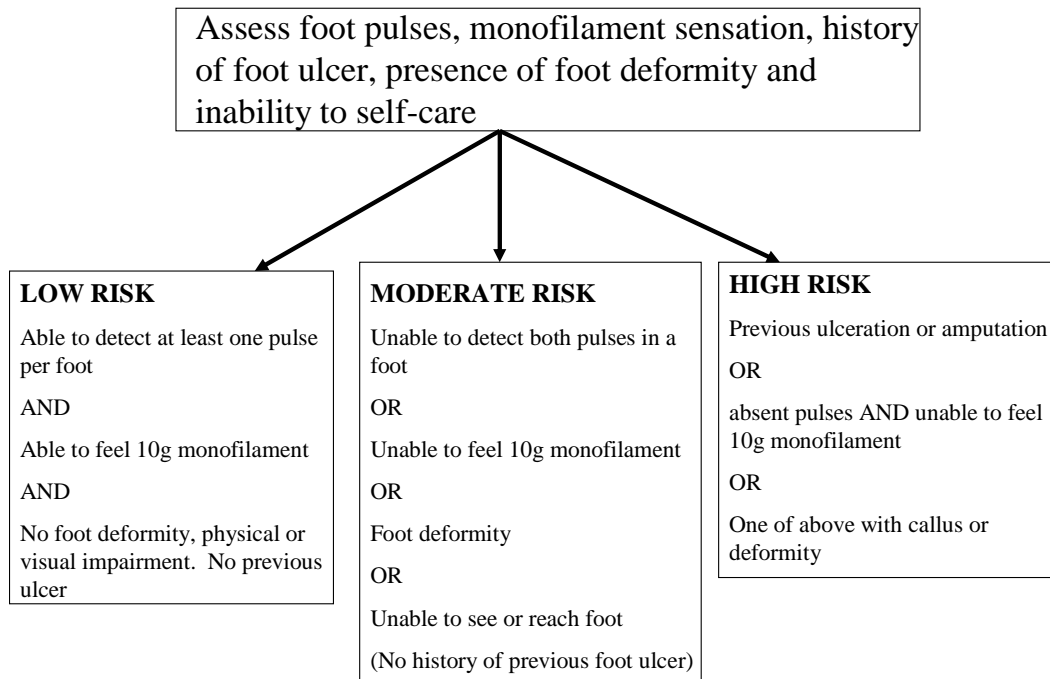 Assess foot pulses, monofilament sensation, history
of foot ulcer, presence of foot deformity and
inability to self-care
LOW RISK
Able to detect at least one pulse
per foot
AND
Able to feel 10g monofilament
AND
No foot deformity, physical or
visual impairment. No previous
ulcer
MODERATE RISK
Unable to detect both pulses in a
foot
OR
Unable to feel 10g monofilament
OR
Foot deformity
OR
Unable to see or reach foot
(No history of previous foot ulcer)
HIGH RISK
Previous ulceration or amputation
OR
absent pulses AND unable to feel
10g monofilament
OR
One of above with callus or
deformity